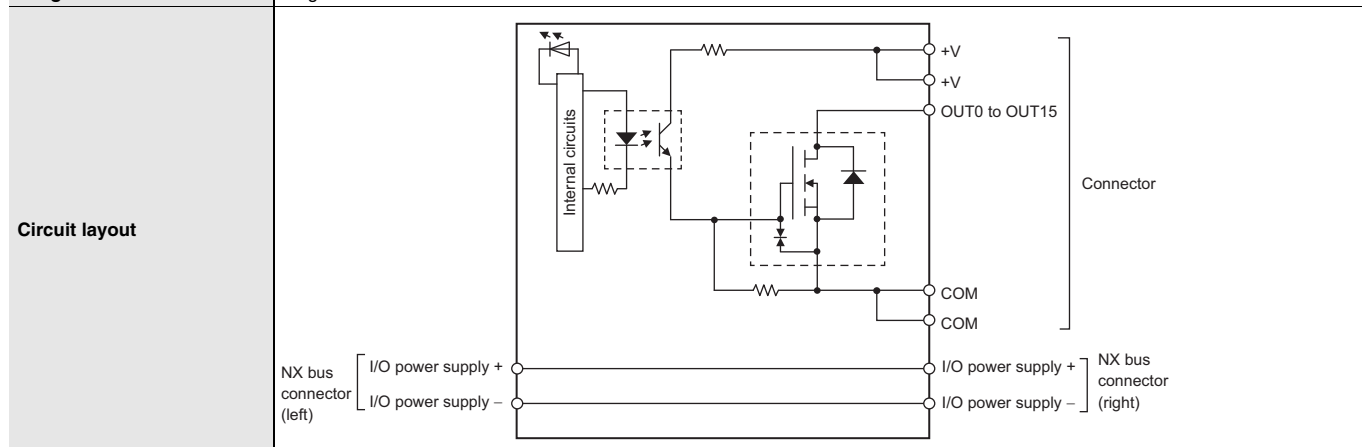 Circuit layout
Internal circuits
+V
+V
OUT0 to OUT15
Connector
COM
COM
NX bus
connector
(left)
I/O power supply +
I/O power supply –
I/O power supply +
I/O power supply –
NX bus
connector
(right)